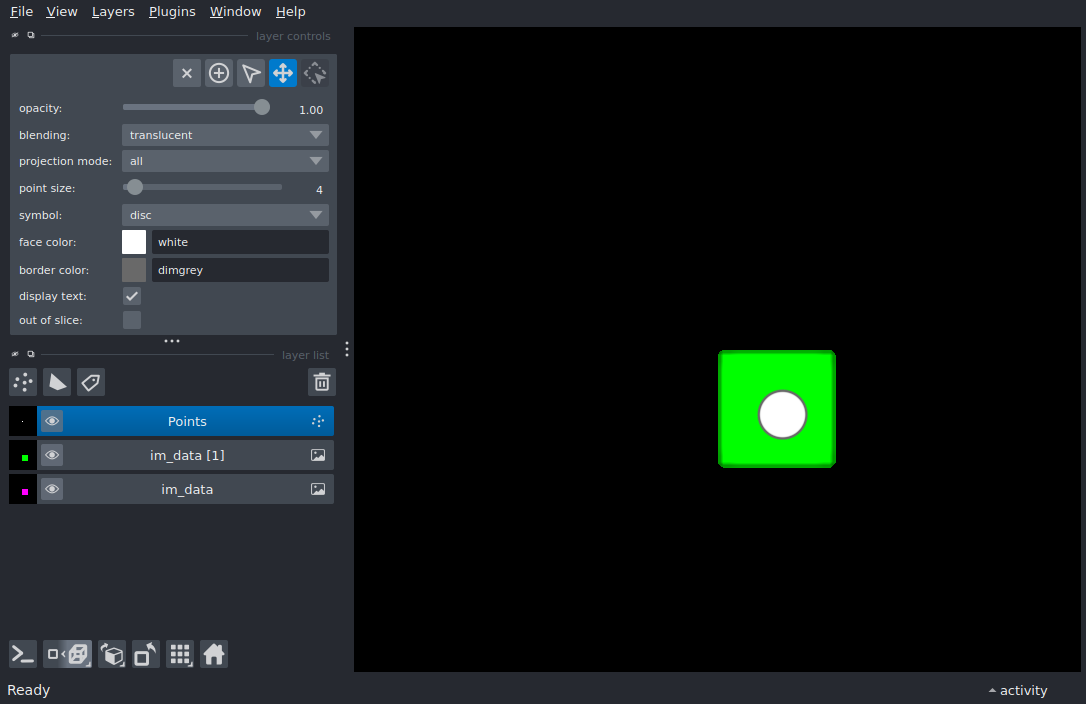 File View Layers Plugins Window Help
layer controls
opacity: 1.00
blending: translucent
projection mode: all
point size: 4
symbol: disc
face color: white
border color: dimgrey
display text:
out of slice:
layer list
Points
im_data [1]
im_data
Ready activity